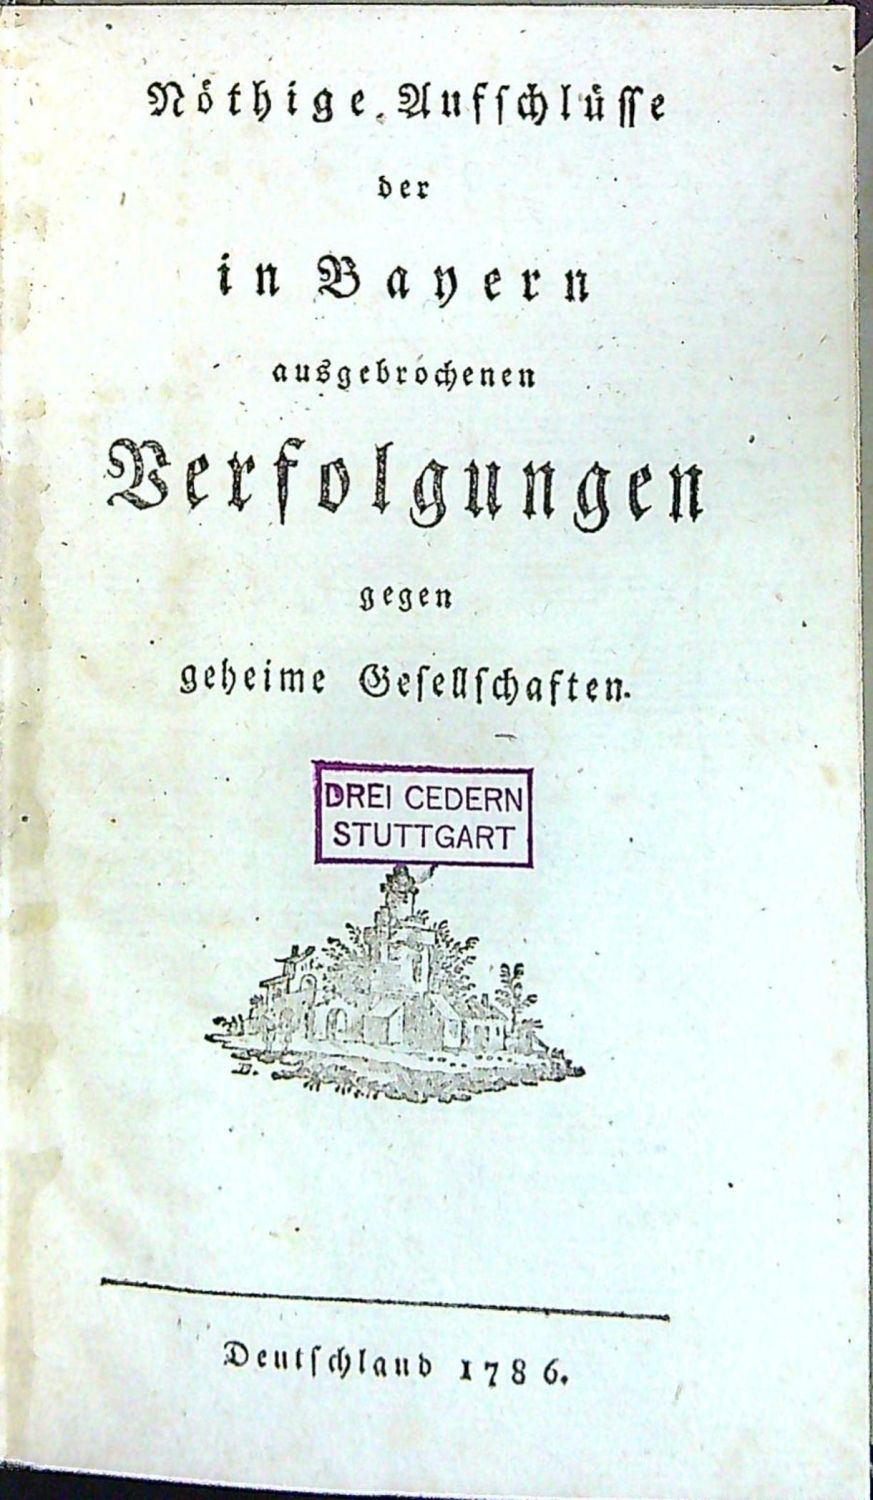 Nöthige Aufschlüsse
der
in Bayern
ausgebrochenen
Verfolgungen
gegen
geheime Gesellschaften.
DREI CEDERN
STUTTGART
D.
Deutschland 1786.